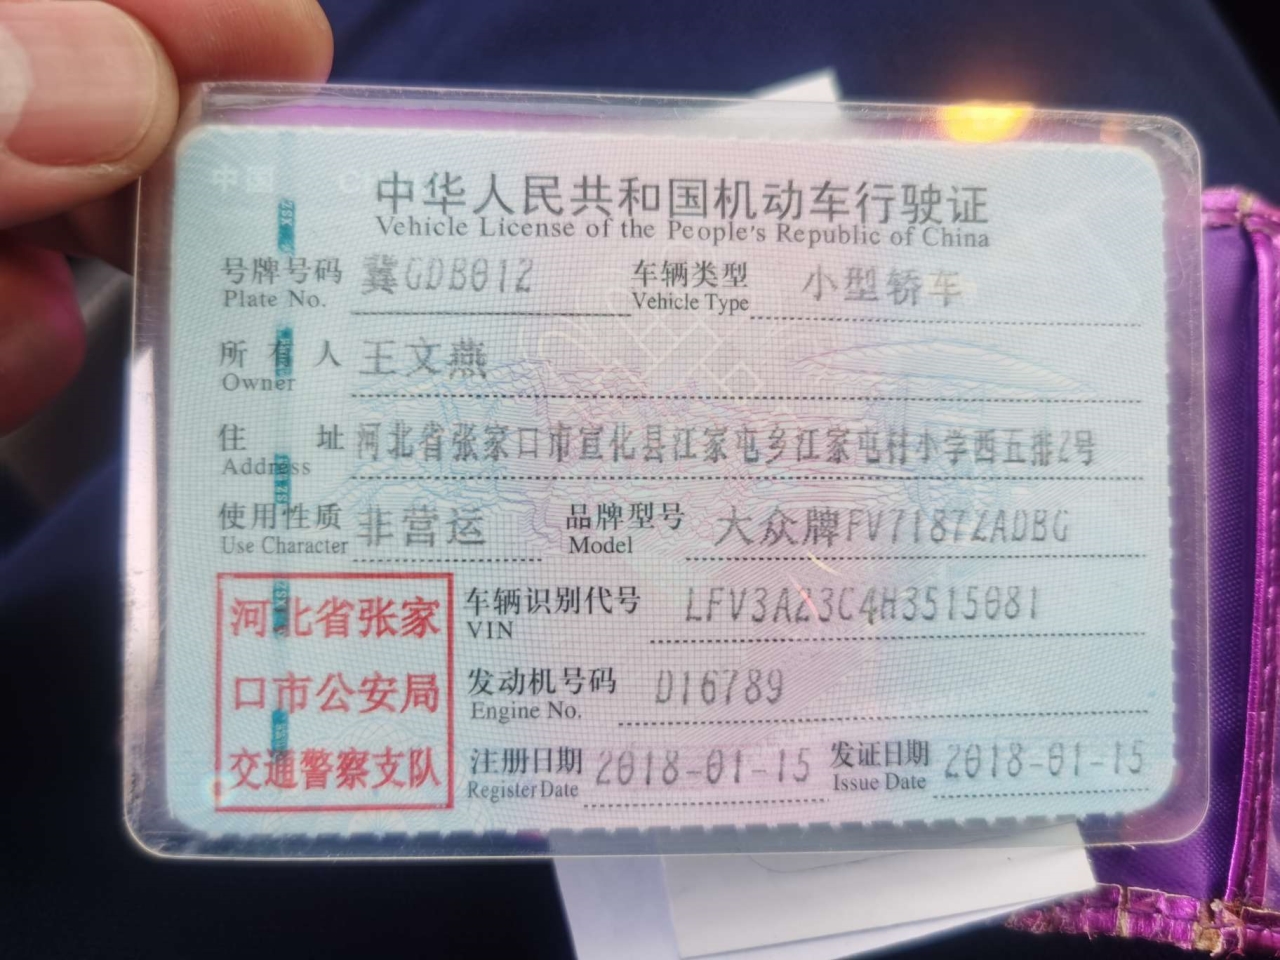 中国
中华人民共和国机动车行驶证
Vehicle License of the People's Republic of China
号牌号码 冀GDB012 车辆类型 小型轿车
Plate No. Vehicle Type
所有人 王文燕
Owner
住址 河北省张家口市宣化县江家屯乡江家屯村小学西五排2号
Address
使用性质 非营运 品牌型号 大众牌FV7187ZADBG
Use Character Model
河北省张家
口市公安局
交通警察支队
车辆识别代号 LFV3A23C4H3515081
VIN
发动机号码 D16789
Engine No.
注册日期 2018-01-15 发证日期 2018-01-15
Register Date Issue Date